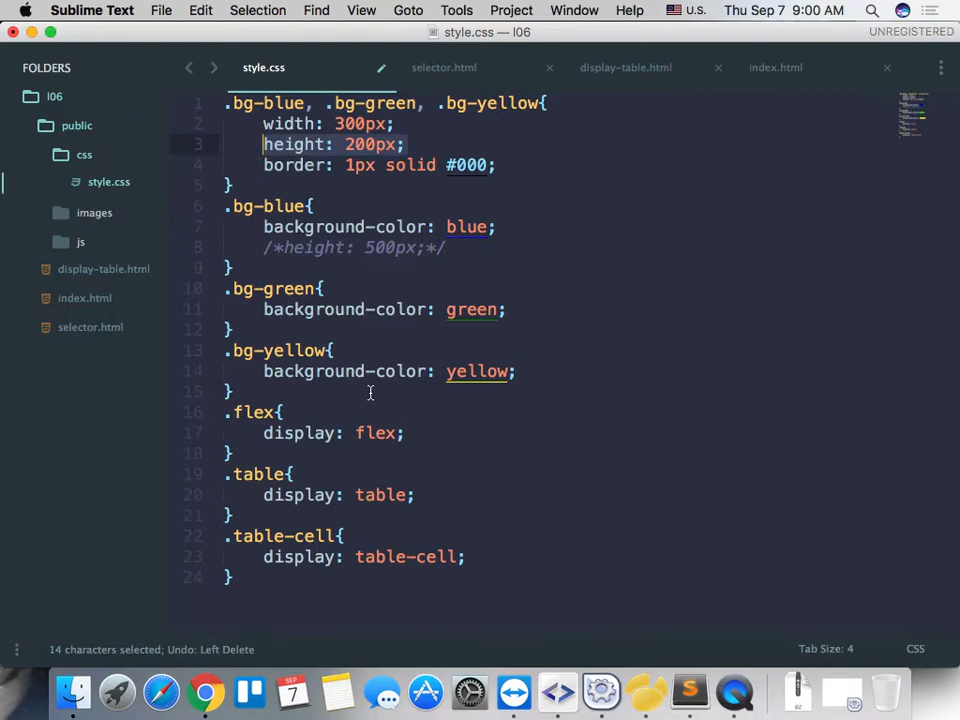 Sublime Text File Edit Selection Find View Goto Tools Project Window Help U.S. Thu Sep 7 9:00 AM
style.css — l06
UNREGISTERED
FOLDERS
l06
public
css
style.css
images
js
display-table.html
index.html
selector.html
style.css selector.html display-table.html index.html
1 .bg-blue, .bg-green, .bg-yellow{
2 width: 300px;
3 height: 200px;
4 border: 1px solid #000;
5 }
6 .bg-blue{
7 background-color: blue;
8 /*height: 500px;*/
9 }
10 .bg-green{
11 background-color: green;
12 }
13 .bg-yellow{
14 background-color: yellow;
15 }
16 .flex{
17 display: flex;
18 }
19 .table{
20 display: table;
21 }
22 .table-cell{
23 display: table-cell;
24 }
14 characters selected; Undo: Left Delete
Tab Size: 4 CSS
SEP
7